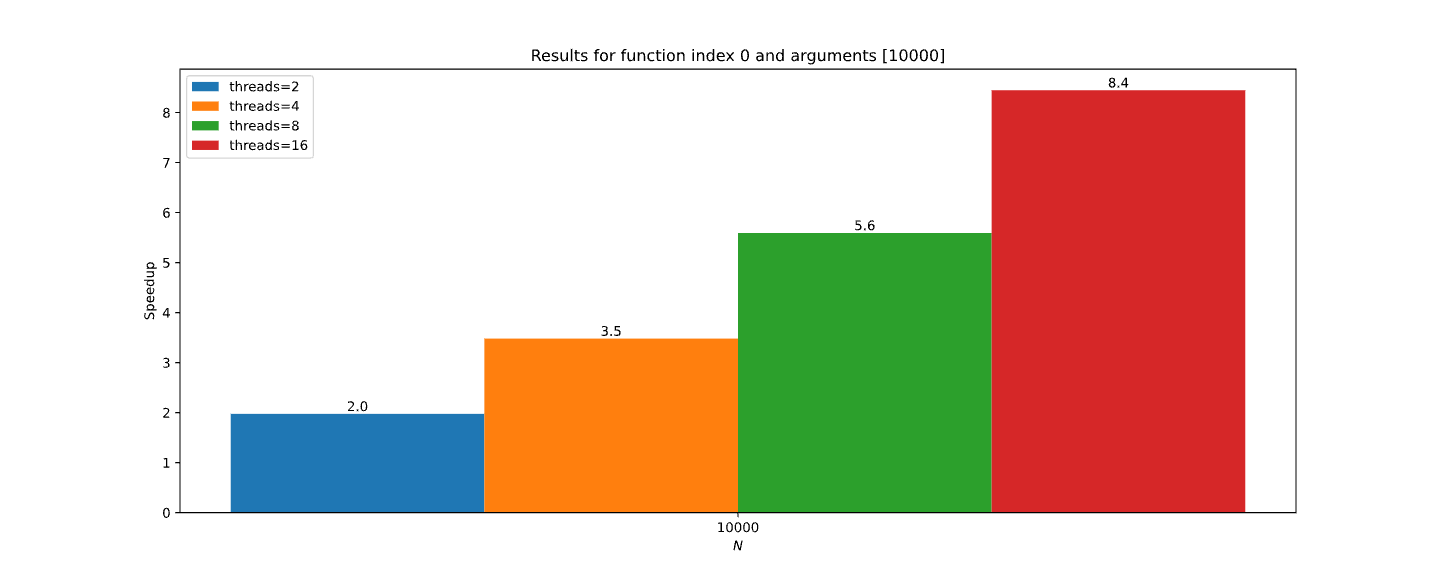 Results for function index 0 and arguments [10000]
threads=2
threads=4
threads=8
threads=16
Speedup
8
7
6
5
4
3
2
1
0
2.0
3.5
5.6
8.4
10000
N